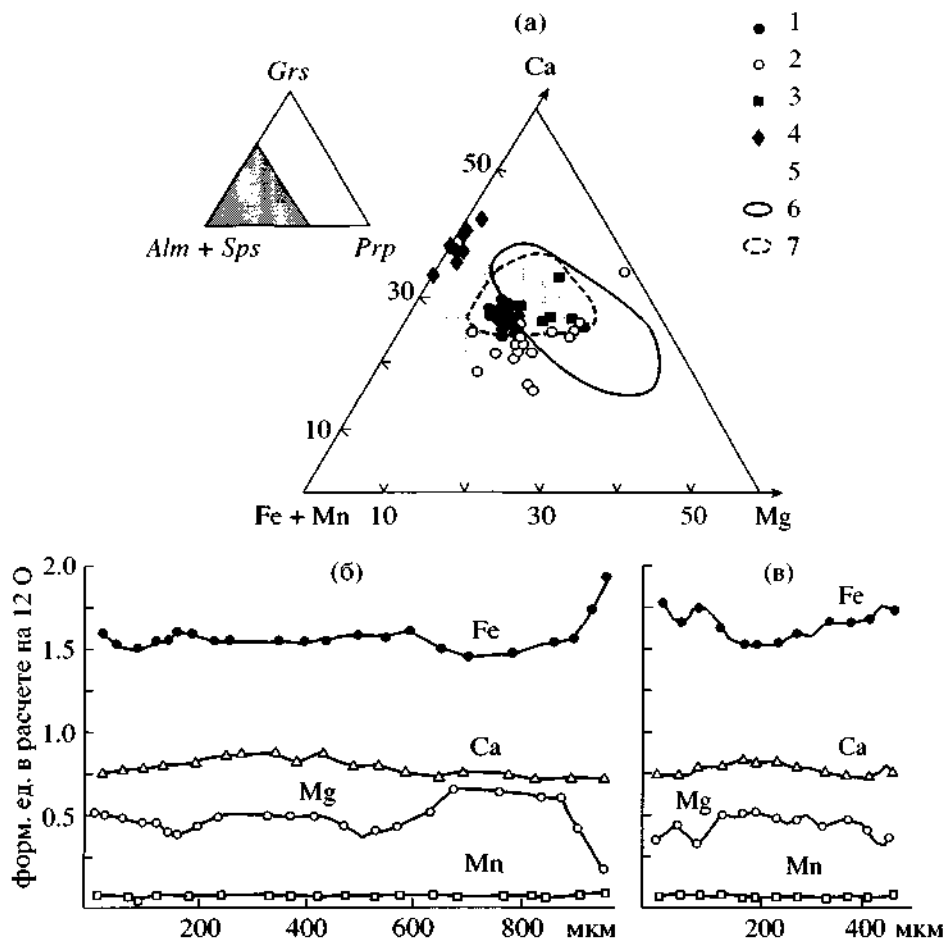 (а)
Ca
Grs
Alm + Sps
Prp
1
2
3
4
5
6
7
50
30
10
Fe + Mn
10
30
50
Mg
форм. ед. в расчете на 12 О
2.0
1.5
1.0
0.5
(б)
Fe
Ca
Mg
Mn
200
400
600
800
мкм
(в)
Fe
Ca
Mg
Mn
200
400
мкм